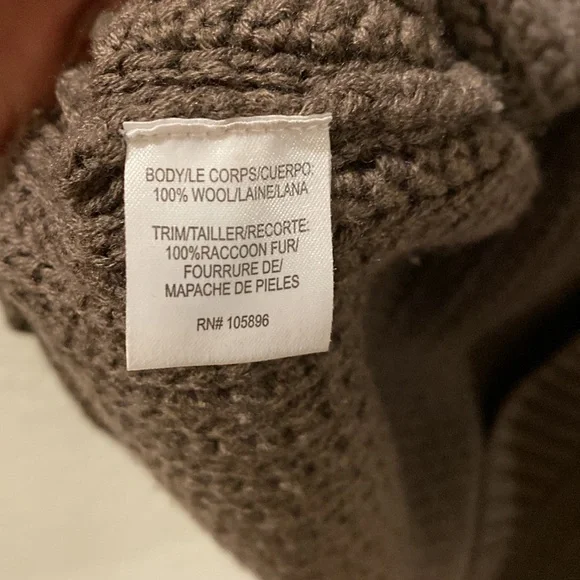 BODY/LE CORPS/CUERPO:
100% WOOL/LAINE/LANA
TRIM/TAILLER/RECORTE:
100%RACCOON FUR/
FOURRURE DE/
MAPACHE DE PIELES
RN# 105896